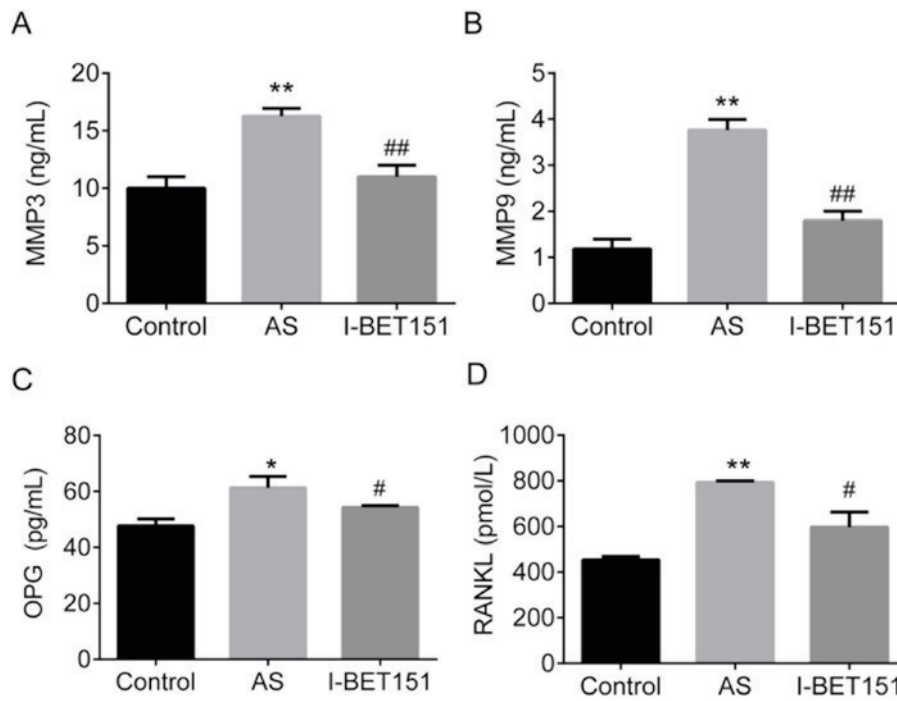 A
MMP3 (ng/mL)
20
15
10
5
0
**
##
Control AS I-BET151
B
MMP9 (ng/mL)
5
4
3
2
1
0
**
##
Control AS I-BET151
C
OPG (pg/mL)
80
60
40
20
0
*
#
Control AS I-BET151
D
RANKL (pmol/L)
1000
800
600
400
200
0
**
#
Control AS I-BET151